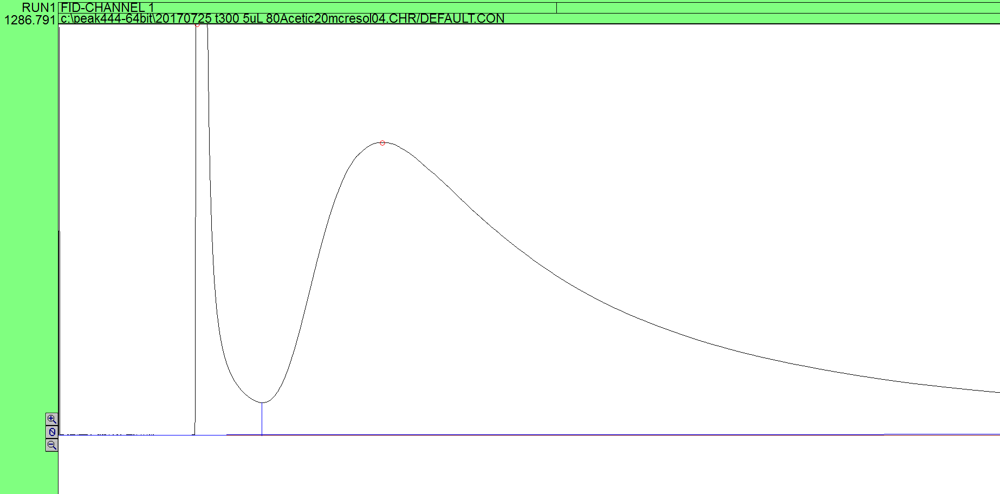 RUN1 FID-CHANNEL 1
1286.791 c:\peak444-64bit\20170725 t300 5uL 80Acetic20mcresol04.CHR/DEFAULT.CON